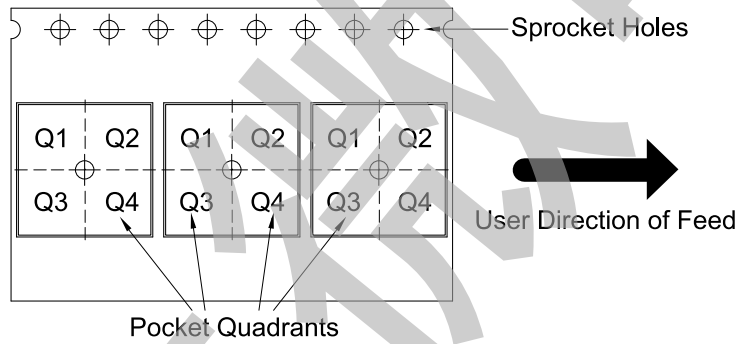 Sprocket Holes
Q1 Q2 Q1 Q2 Q1 Q2
Q3 Q4 Q3 Q4 Q3 Q4
User Direction of Feed
Pocket Quadrants